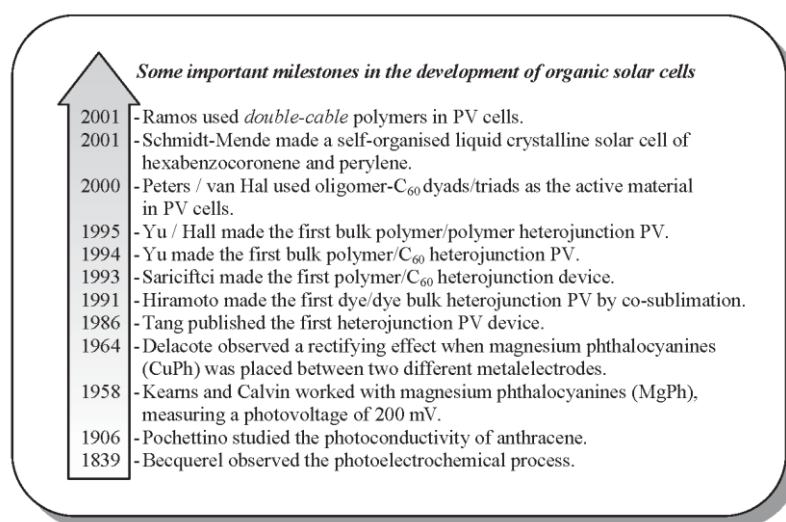 Some important milestones in the development of organic solar cells
2001 - Ramos used double-cable polymers in PV cells.
2001 - Schmidt-Mende made a self-organised liquid crystalline solar cell of
hexabenzocoronene and perylene.
2000 - Peters / van Hal used oligomer-C60 dyads/triads as the active material
in PV cells.
1995 - Yu / Hall made the first bulk polymer/polymer heterojunction PV.
1994 - Yu made the first bulk polymer/C60 heterojunction PV.
1993 - Sariciftci made the first polymer/C60 heterojunction device.
1991 - Hiramoto made the first dye/dye bulk heterojunction PV by co-sublimation.
1986 - Tang published the first heterojunction PV device.
1964 - Delacote observed a rectifying effect when magnesium phthalocyanines
(CuPh) was placed between two different metalelectrodes.
1958 - Kearns and Calvin worked with magnesium phthalocyanines (MgPh),
measuring a photovoltage of 200 mV.
1906 - Pochettino studied the photoconductivity of anthracene.
1839 - Becquerel observed the photoelectrochemical process.